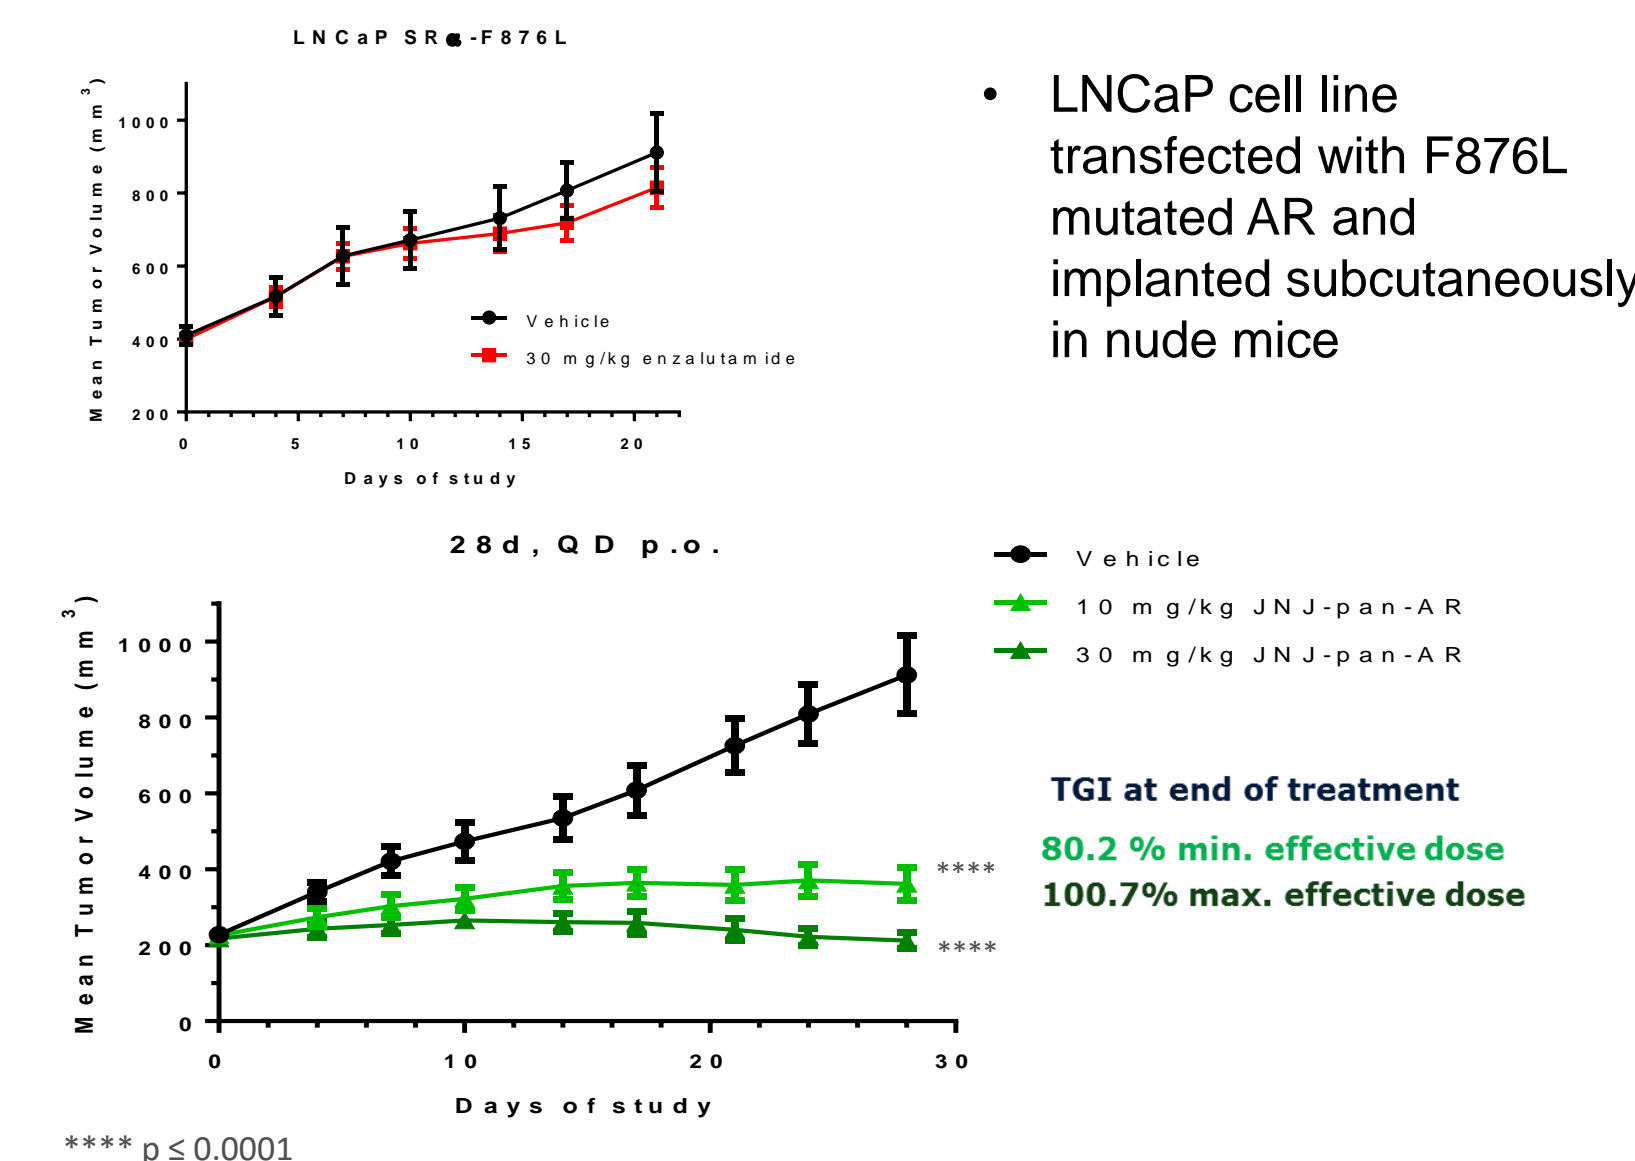 LNCaP SRα-F876L
Mean Tumor Volume (mm³)
1000
800
600
400
200
0 5 10 15 20
Days of study
Vehicle
30 mg/kg enzalutamide
• LNCaP cell line
transfected with F876L
mutated AR and
implanted subcutaneously
in nude mice
28d, QD p.o.
Mean Tumor Volume (mm³)
1000
800
600
400
200
0
0 10 20 30
Days of study
Vehicle
10 mg/kg JNJ-pan-AR
30 mg/kg JNJ-pan-AR
****
****
TGI at end of treatment
80.2 % min. effective dose
100.7% max. effective dose
**** p ≤ 0.0001